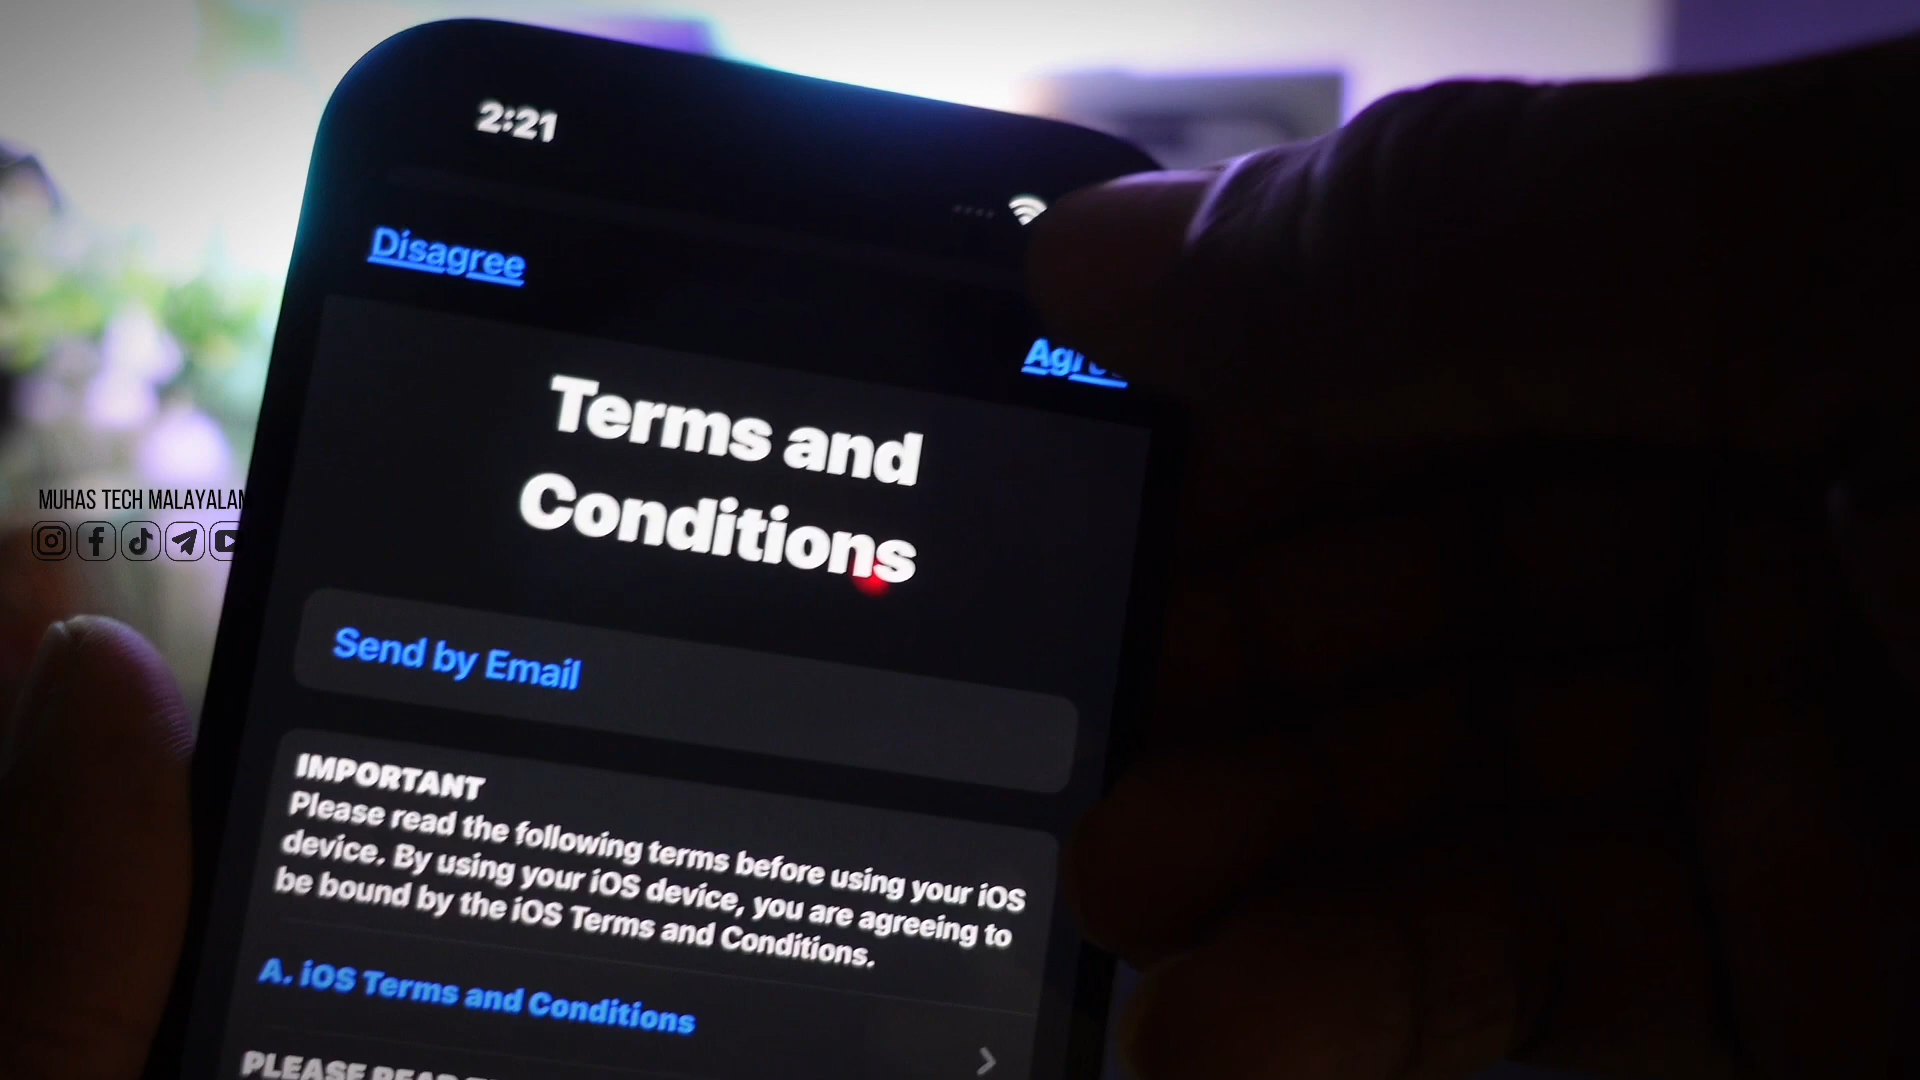 2:21
Disagree
Terms and
Conditions
Send by Email
IMPORTANT
Please read the following terms before using your iOS
device. By using your iOS device, you are agreeing to
be bound by the iOS Terms and Conditions.
A. iOS Terms and Conditions
PLEASE
MUHAS TECH